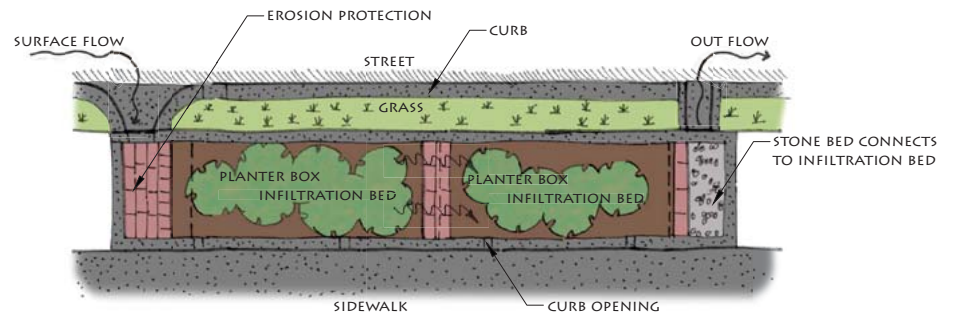 EROSION PROTECTION
SURFACE FLOW
CURB
OUT FLOW
STREET
GRASS
STONE BED CONNECTS
TO INFILTRATION BED
PLANTER BOX
INFILTRATION BED
PLANTER BOX
INFILTRATION BED
SIDEWALK
CURB OPENING